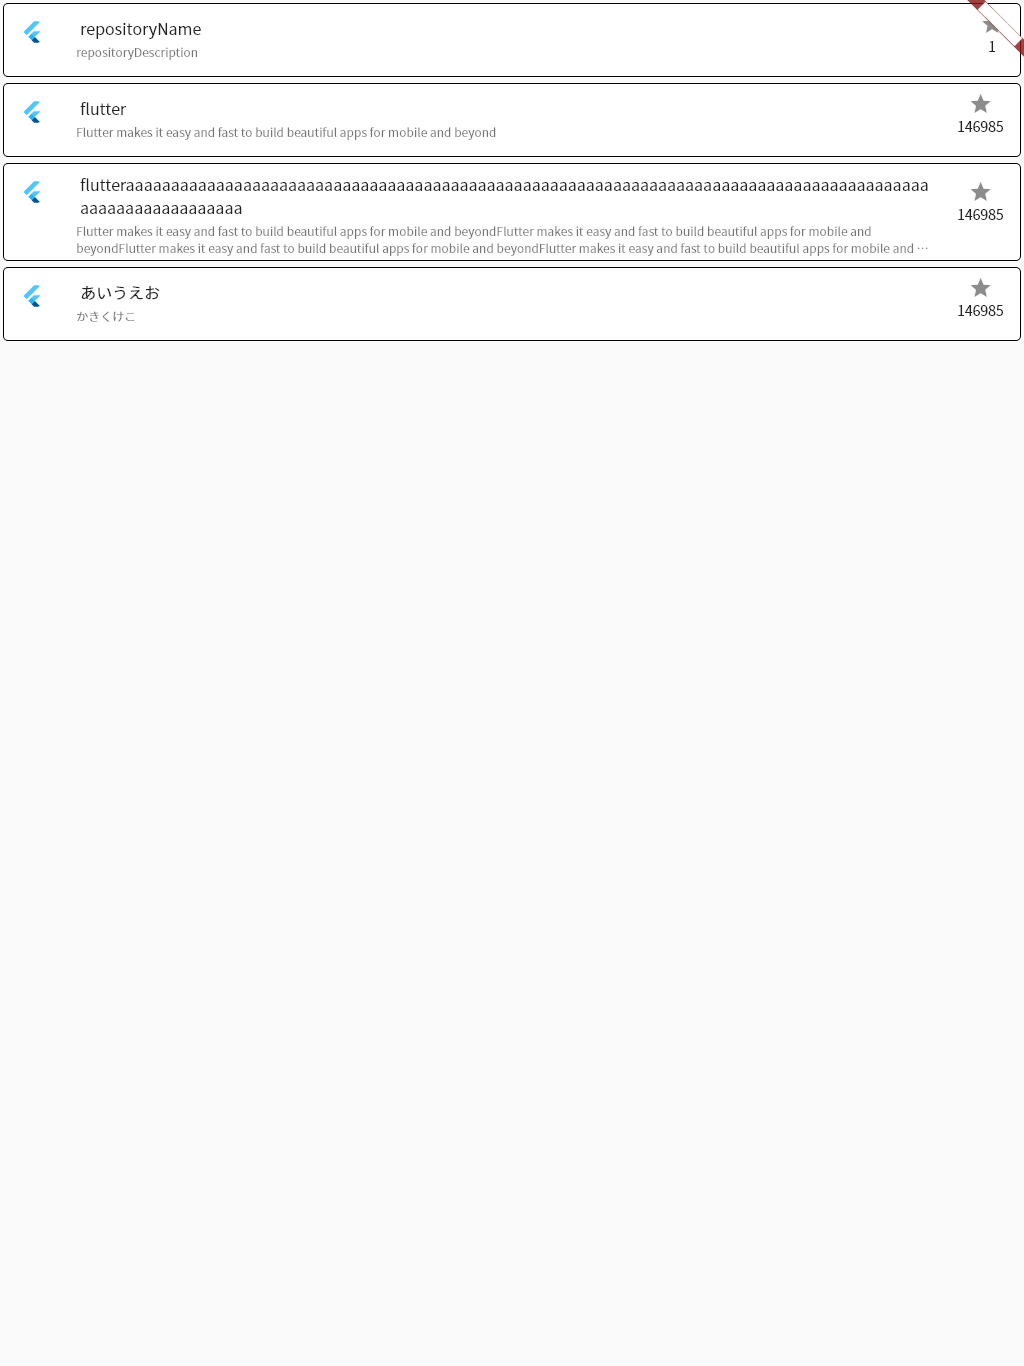 repositoryName
repositoryDescription
1
flutter
Flutter makes it easy and fast to build beautiful apps for mobile and beyond
146985
flutteraaaaaaaaaaaaaaaaaaaaaaaaaaaaaaaaaaaaaaaaaaaaaaaaaaaaaaaaaaaaaaaaaaaaaaaaaaaaaaaaaaaaaaaaa
aaaaaaaaaaaaaaaaaa
Flutter makes it easy and fast to build beautiful apps for mobile and beyondFlutter makes it easy and fast to build beautiful apps for mobile and
beyondFlutter makes it easy and fast to build beautiful apps for mobile and beyondFlutter makes it easy and fast to build beautiful apps for mobile and …
146985
あいうえお
かきくけこ
146985